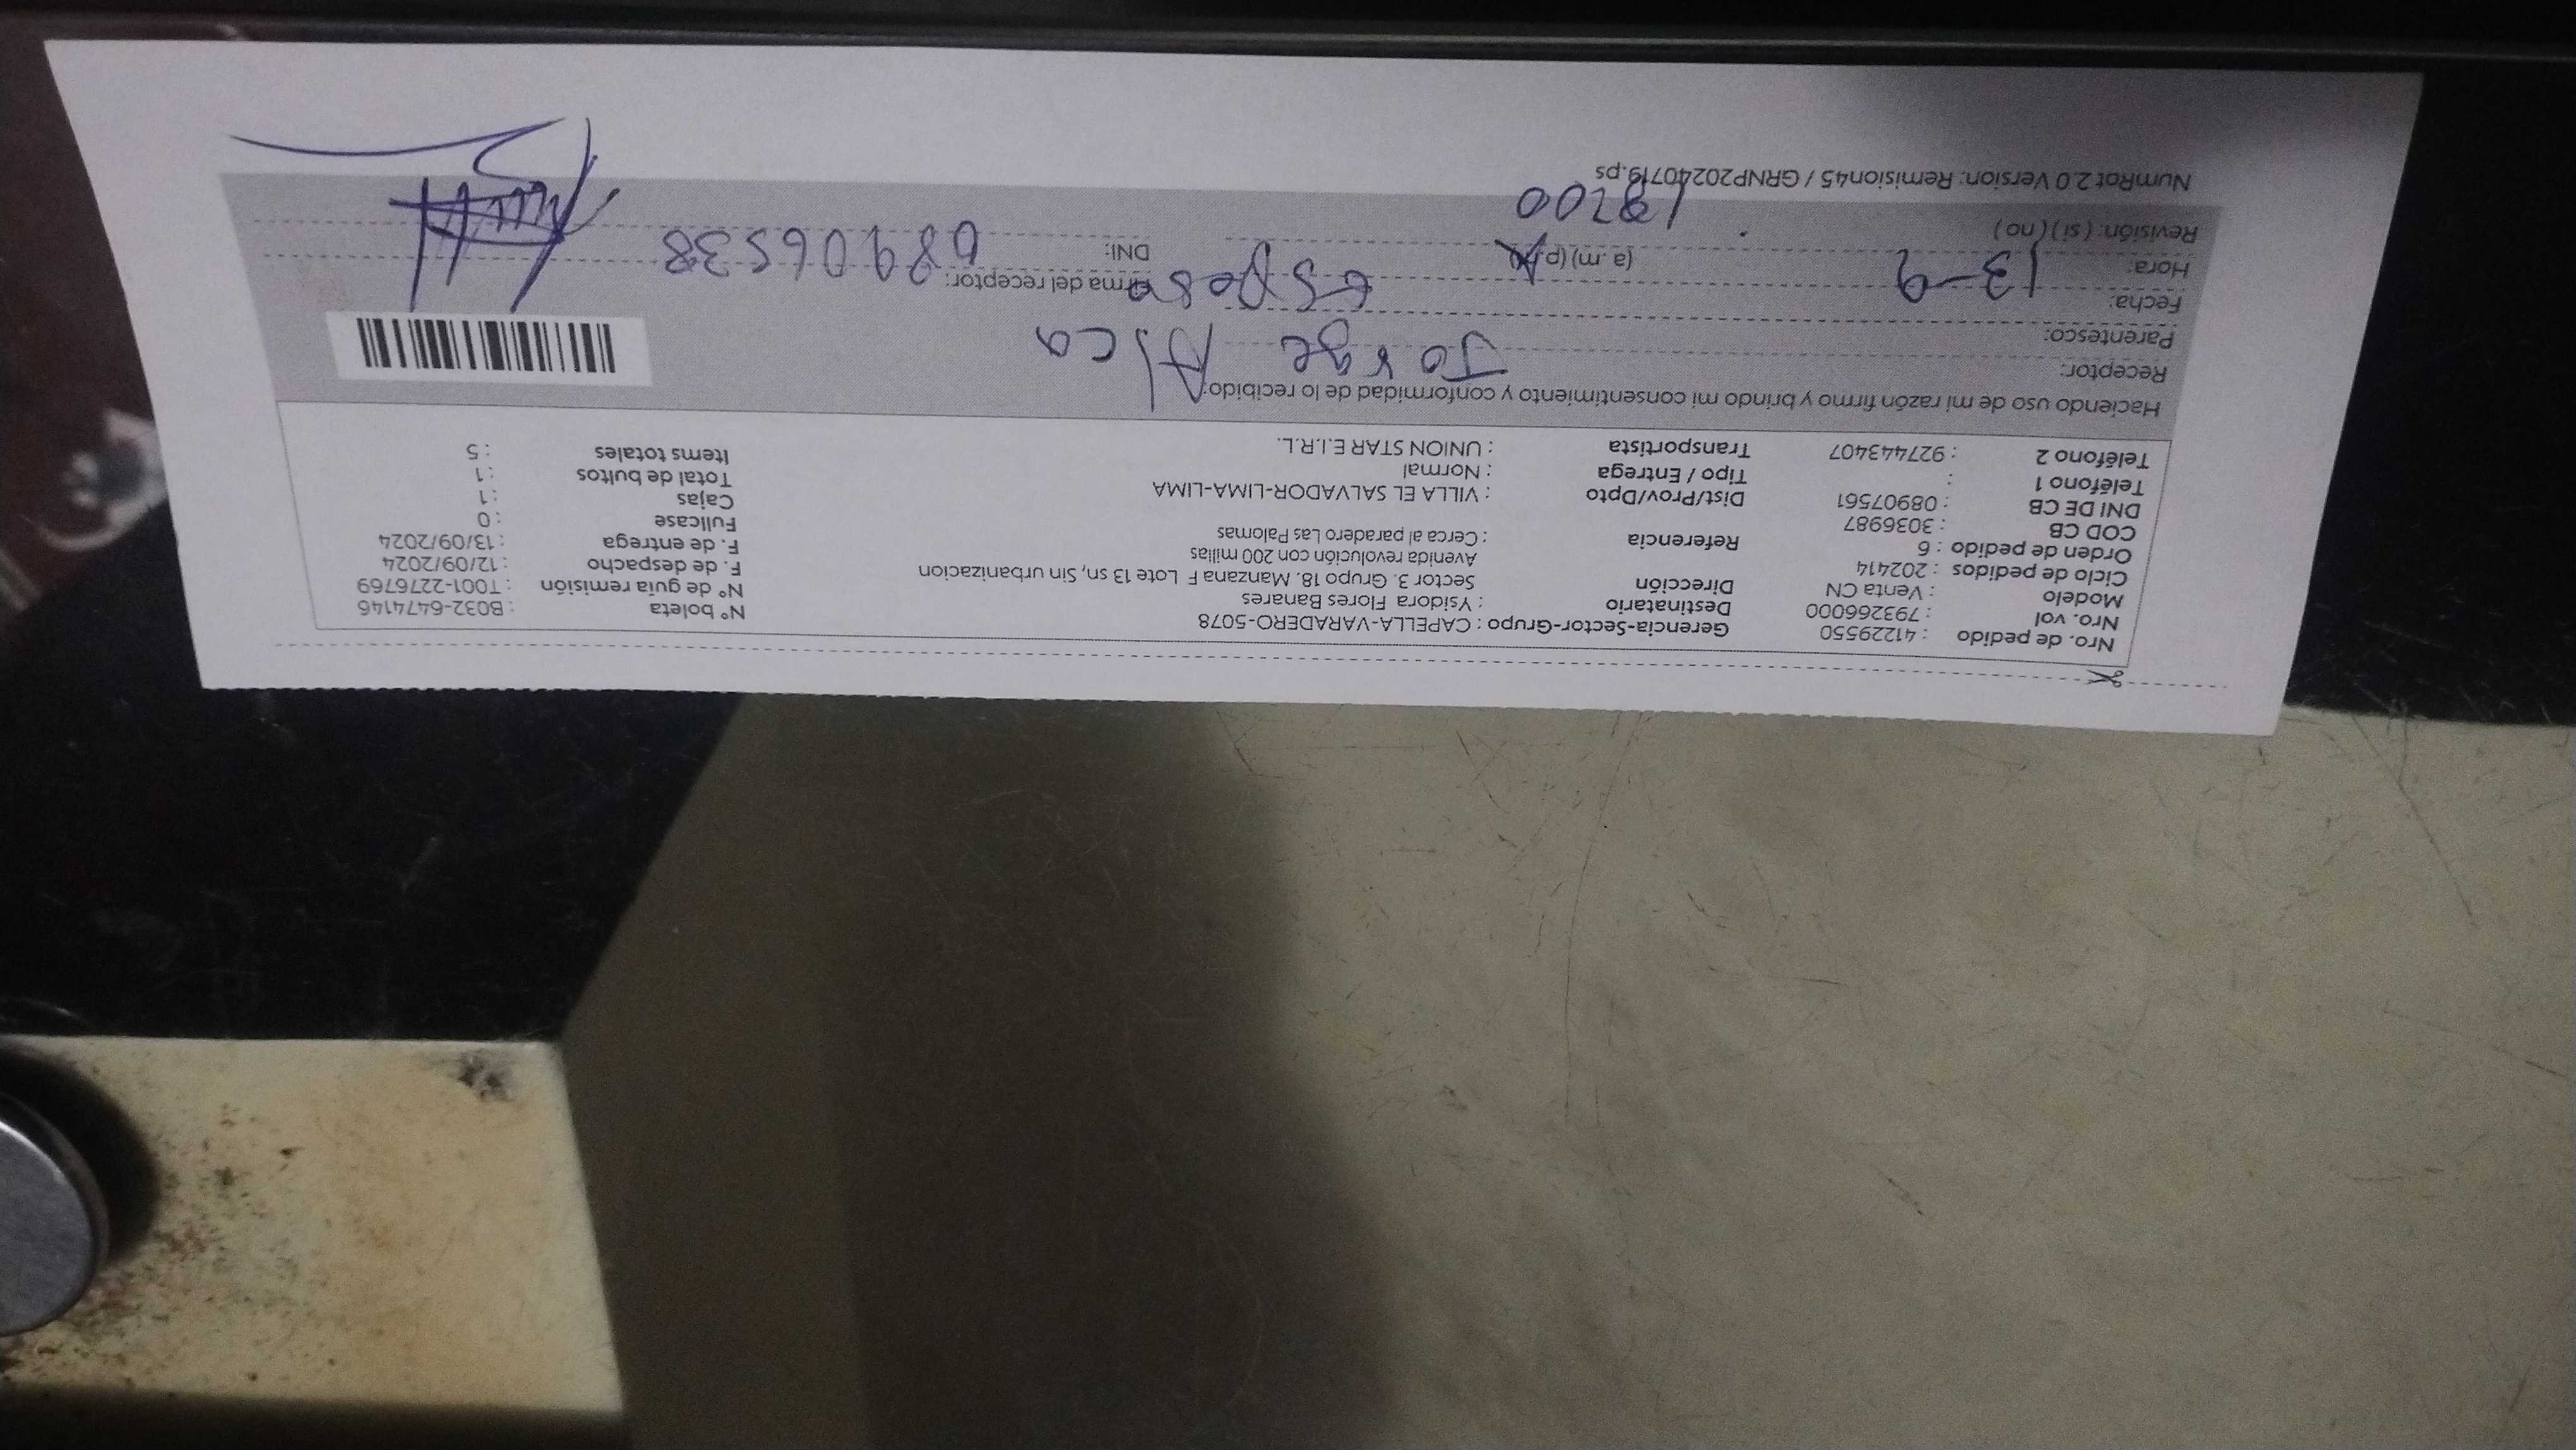 Nro. de pedido : 41229550 Gerencia-Sector-Grupo : CAPELLA-VARADERO-5078 N° boleta : B032-6474146
Nro. vol : 793266000 Destinatario : Ysidora Flores Banares N° de guía remisión : T001-2276769
Modelo : Venta CN Dirección Sector 3. Grupo 18. Manzana F Lote 13 sn, Sin urbanizacion F. de despacho : 12/09/2024
Ciclo de pedidos : 202414 Avenida revolución con 200 millas F. de entrega : 13/09/2024
Orden de pedido : 6 Referencia : Cerca al paradero Las Palomas Fullcase : 0
COD CB : 3036987 Dist/Prov/Dpto : VILLA EL SALVADOR-LIMA-LIMA Cajas : 1
DNI DE CB : 08907561 Tipo / Entrega : Normal Total de bultos : 1
Teléfono 1 : Transportista : UNION STAR E.I.R.L. Items totales : 5
Teléfono 2 : 927443407
Haciendo uso de mi razón firmo y brindo mi consentimiento y conformidad de lo recibido:
Receptor: Jorge Alca
Parentesco: esposo
Fecha: 13-9 Firma del receptor:
Hora: (a.m) (p.m) DNI: 08906538
Revisión: ( si ) ( no )
NumRot 2.0 Version: Remision45 / GRNP20240719.ps